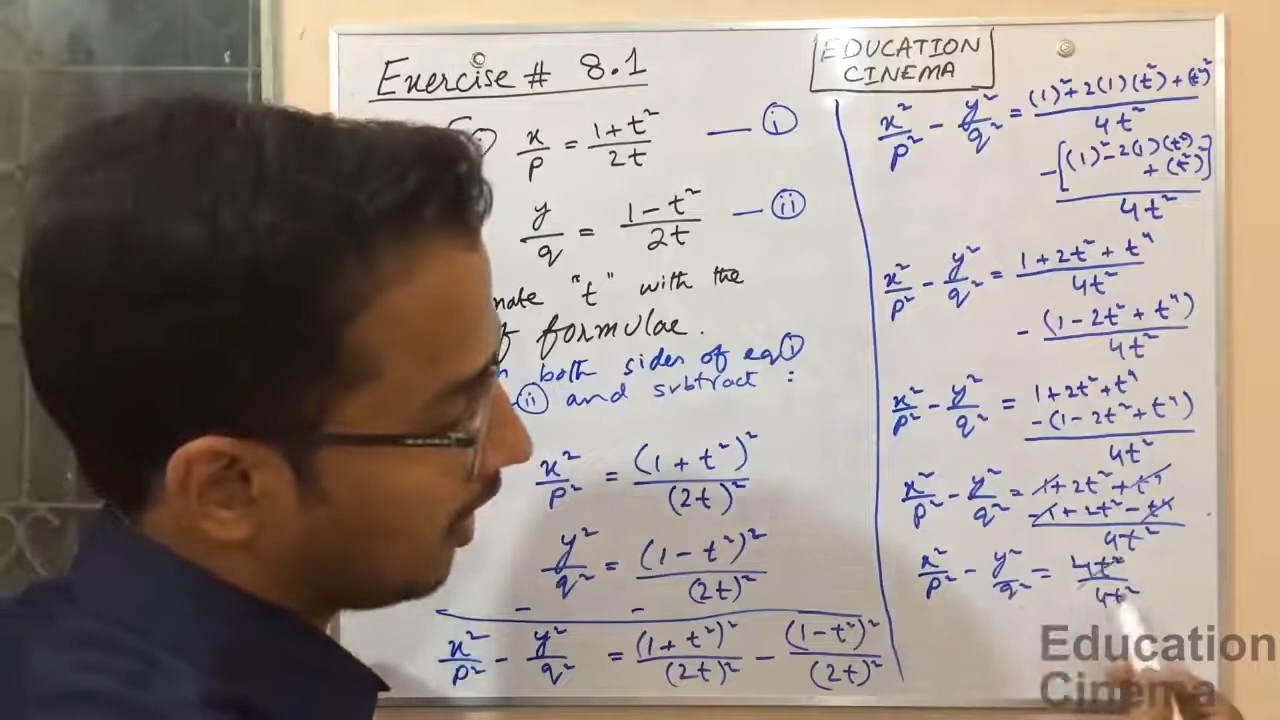 Exercise # 8.1
x/p = (1+t²)/2t —— (i)
y/q = (1-t²)/2t —— (ii)
"t" with the
formulae.
both sides of eq (i)
(ii) and subtract :
x²/p² = (1+t²)²/(2t)²
y²/q² = (1-t²)²/(2t)²
- -
x²/p² - y²/q² = (1+t²)²/(2t)² - (1-t²)²/(2t)²
EDUCATION
CINEMA
x²/p² - y²/q² = ((1)²+2(1)(t²)+(t²)²)/4t²
-[(1)²-2(1)(t²)+(t²)²]/4t²
x²/p² - y²/q² = (1+2t²+t⁴)/4t²
-(1-2t²+t⁴)/4t²
x²/p² - y²/q² = (1+2t²+t⁴
-(1-2t²+t⁴))/4t²
x²/p² - y²/q² = (1+2t²+t⁴
-1+2t²-t⁴)/4t²
x²/p² - y²/q² = 4t²/4t²
Education
Cinema